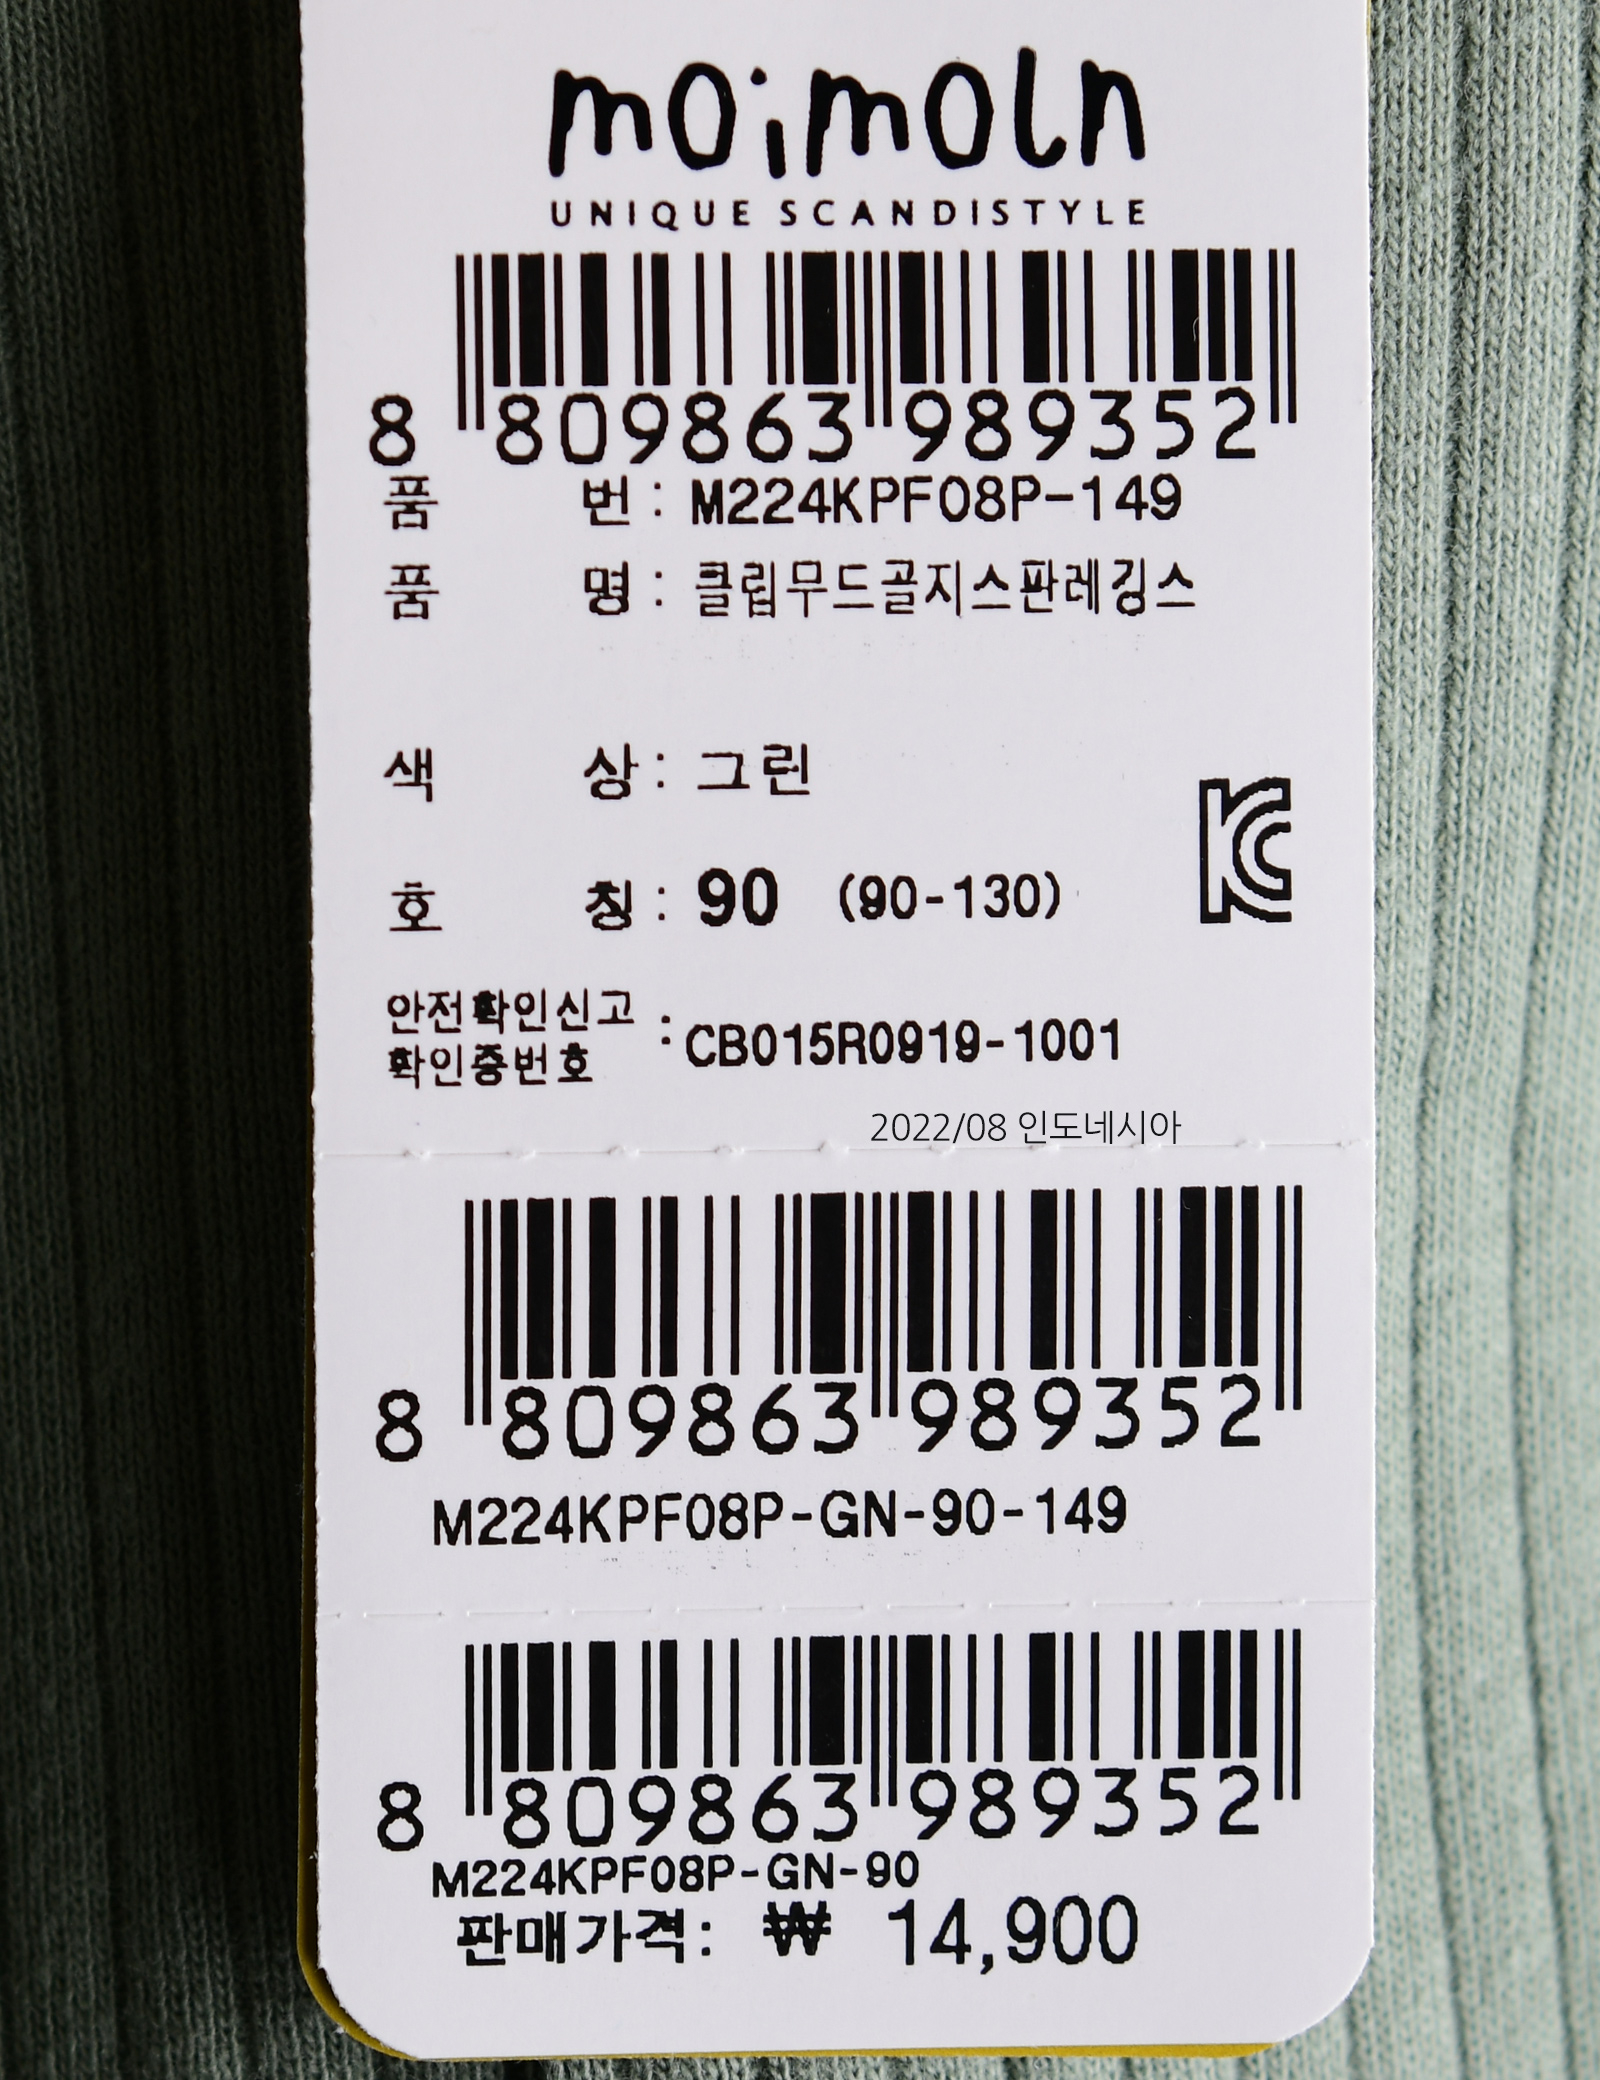 moimoln
UNIQUE SCANDISTYLE
8 809863 989352
품 번 : M224KPF08P-149
품 명 : 클립무드골지스판레깅스
색 상 : 그린
호 칭 : 90 (90-130)
안전확인신고
확인증번호 : CB015R0919-1001
2022/08 인도네시아
8 809863 989352
M224KPF08P-GN-90-149
8 809863 989352
M224KPF08P-GN-90
판매가격: ₩ 14,900